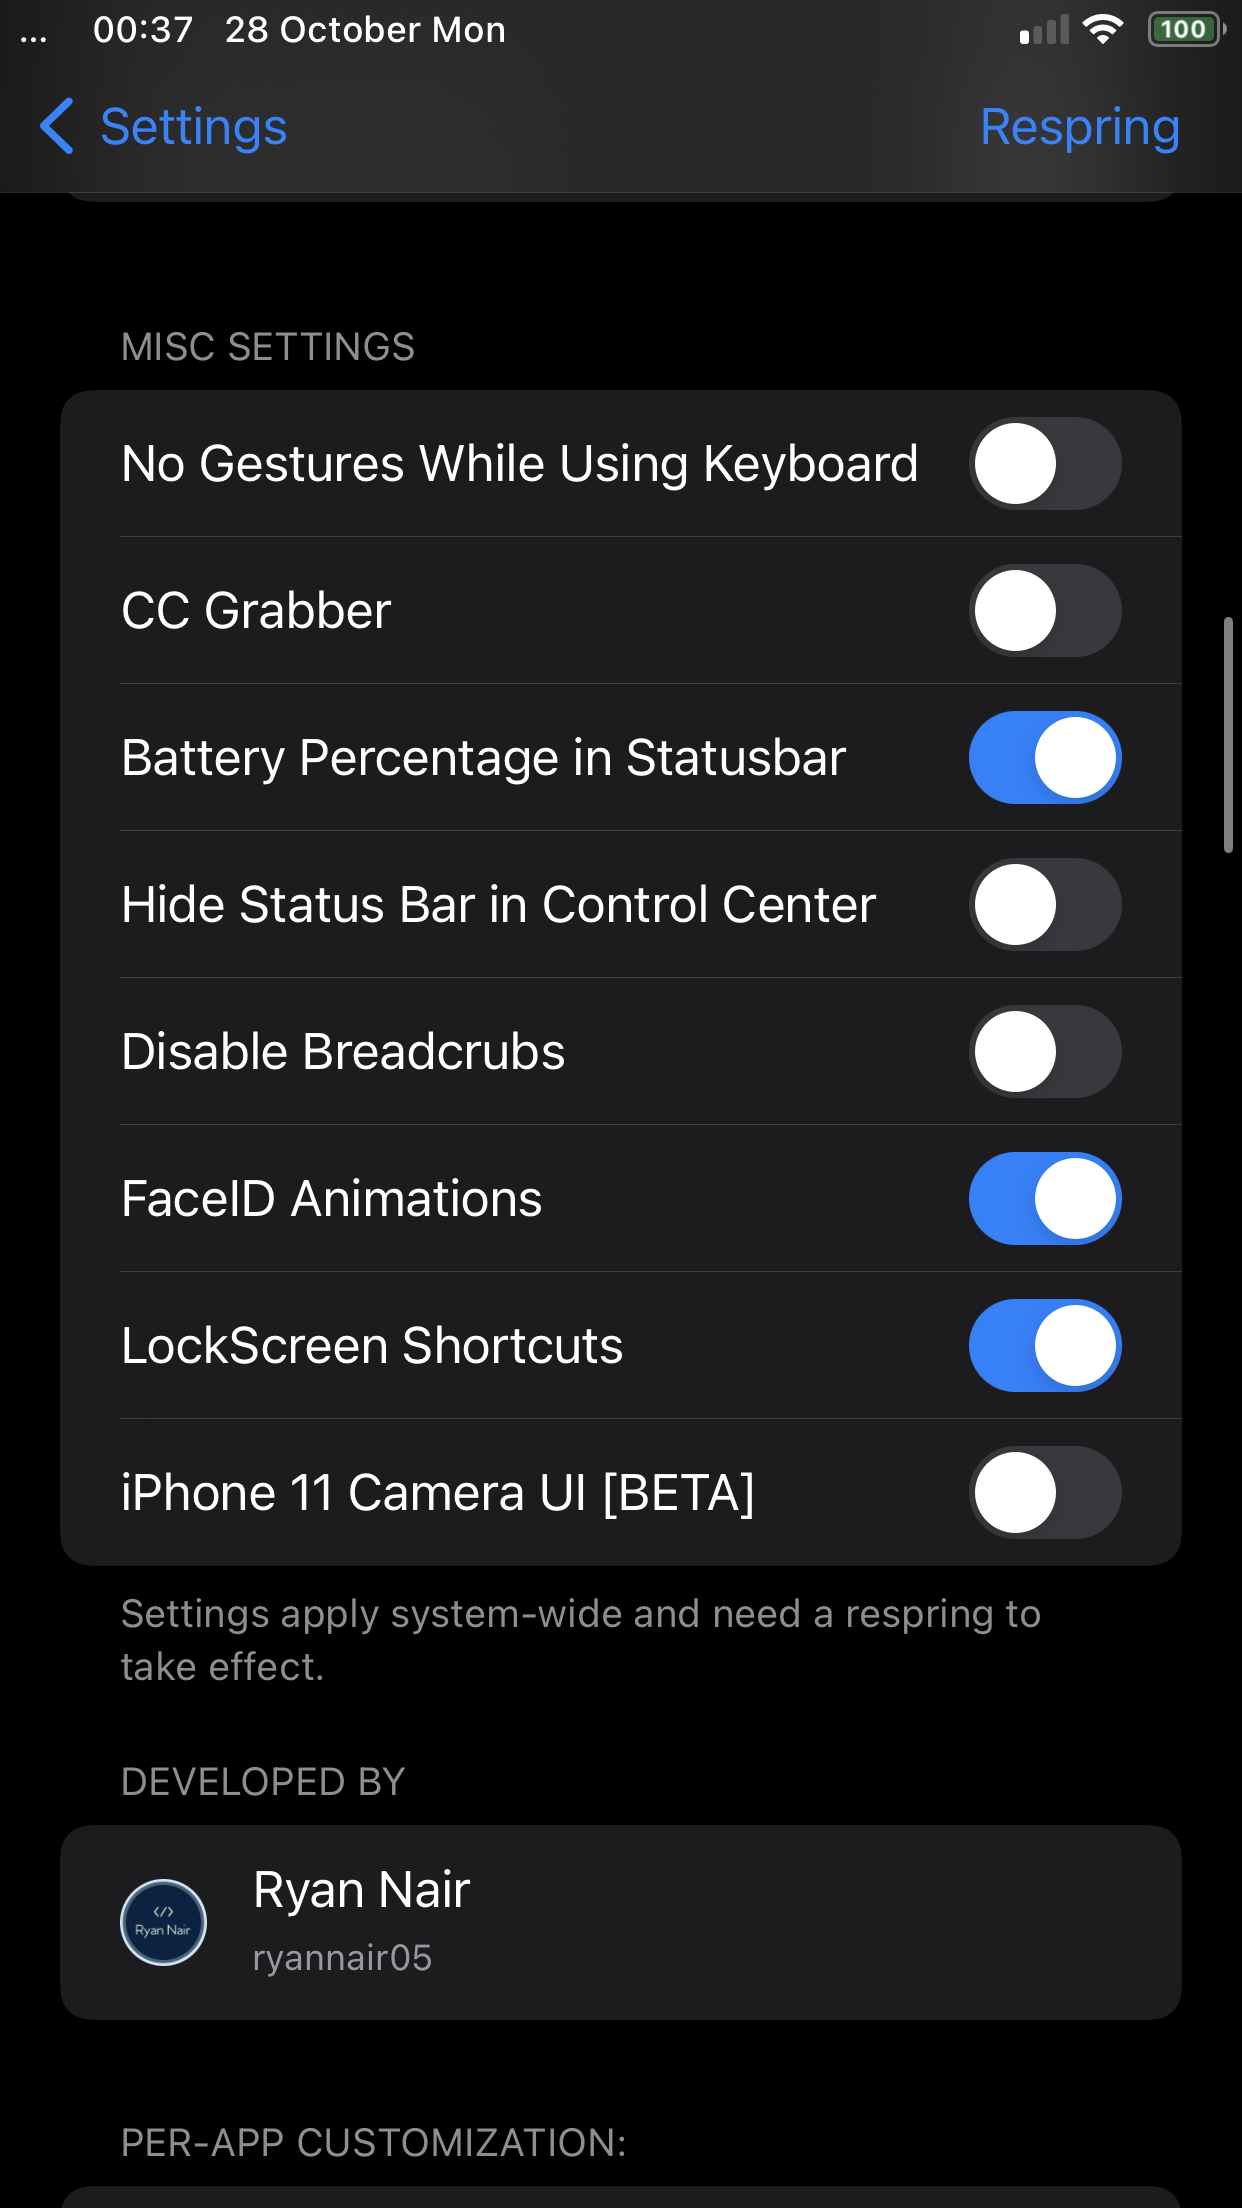 ... 00:37 28 October Mon 100
Settings Respring
MISC SETTINGS
No Gestures While Using Keyboard
CC Grabber
Battery Percentage in Statusbar
Hide Status Bar in Control Center
Disable Breadcrubs
FaceID Animations
LockScreen Shortcuts
iPhone 11 Camera UI [BETA]
Settings apply system-wide and need a respring to
take effect.
DEVELOPED BY
</>
Ryan Nair
Ryan Nair
ryannair05
PER-APP CUSTOMIZATION: